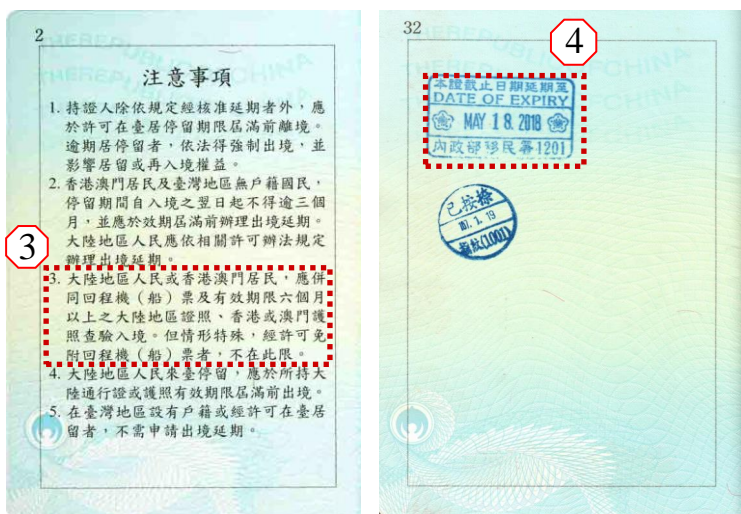 2
注意事項
1. 持證人除依規定經核准延期者外，應
於許可在臺居停留期限屆滿前離境。
逾期居停留者，依法得強制出境，並
影響居留或再入境權益。
2. 香港澳門居民及臺灣地區無戶籍國民，
停留期間自入境之翌日起不得逾三個
月，並應於效期屆滿前辦理出境延期。
大陸地區人民應依相關許可辦法規定
辦理出境延期。
3
3. 大陸地區人民或香港澳門居民，應併
同回程機（船）票及有效期限六個月
以上之大陸地區證照、香港或澳門護
照查驗入境。但情形特殊，經許可免
附回程機（船）票者，不在此限。
4. 大陸地區人民來臺停留，應於所持大
陸通行證或護照有效期限屆滿前出境。
5. 在臺灣地區設有戶籍或經許可在臺居
留者，不需申請出境延期。
32
4
本證截止日期延期至
DATE OF EXPIRY
MAY 18. 2018
內政部移民署1201
已按捺
107. 1. 19
指紋(1001)